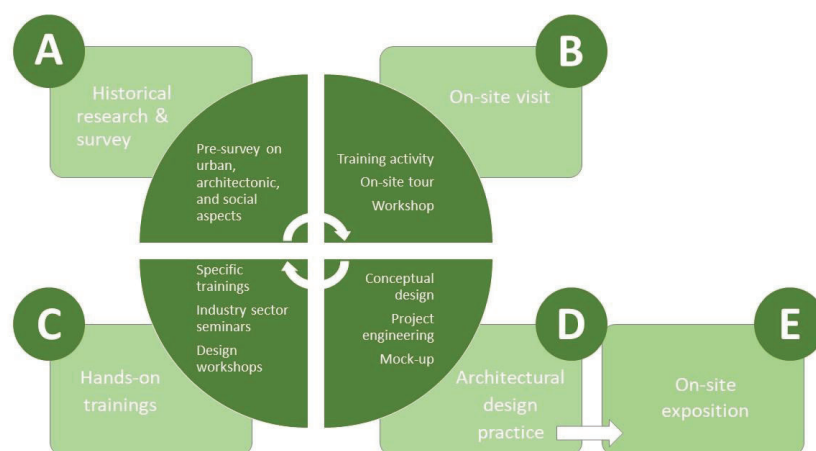 A
Historical
research &
survey
Pre-survey on
urban,
architectonic,
and social
aspects
B
On-site visit
Training activity
On-site tour
Workshop
C
Hands-on
trainings
Specific
trainings
Industry sector
seminars
Design
workshops
D
Architectural
design
practice
Conceptual
design
Project
engineering
Mock-up
E
On-site
exposition